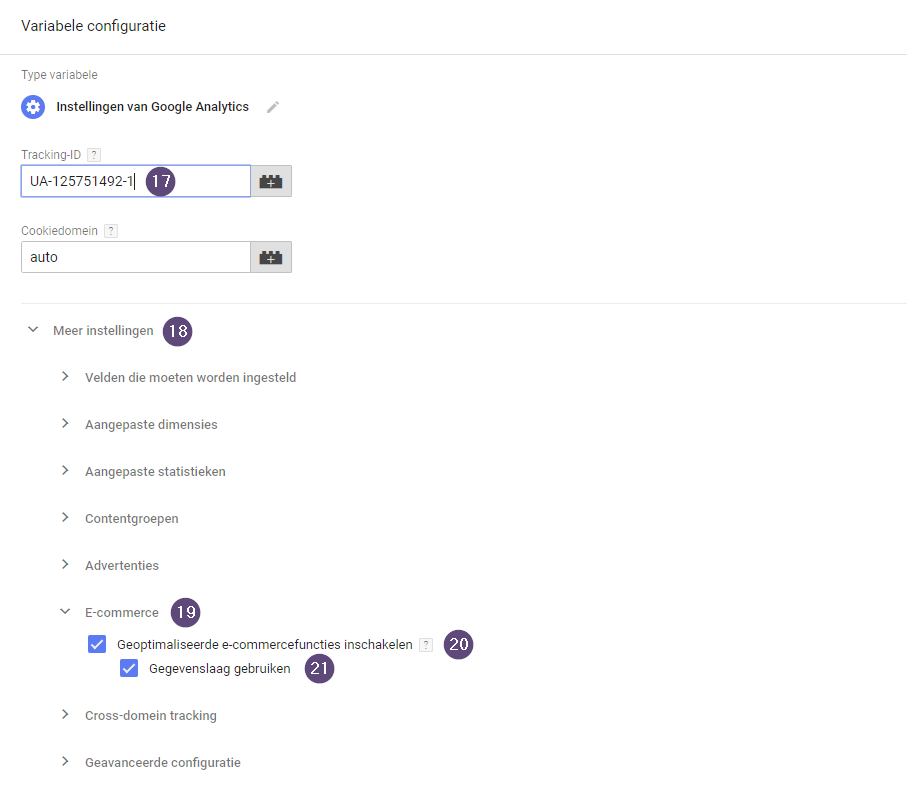 Variabele configuratie
Type variabele
Instellingen van Google Analytics
Tracking-ID ?
UA-125751492-1 17
Cookiedomein ?
auto
Meer instellingen 18
Velden die moeten worden ingesteld
Aangepaste dimensies
Aangepaste statistieken
Contentgroepen
Advertenties
E-commerce 19
Geoptimaliseerde e-commercefuncties inschakelen ? 20
Gegevenslaag gebruiken 21
Cross-domein tracking
Geavanceerde configuratie